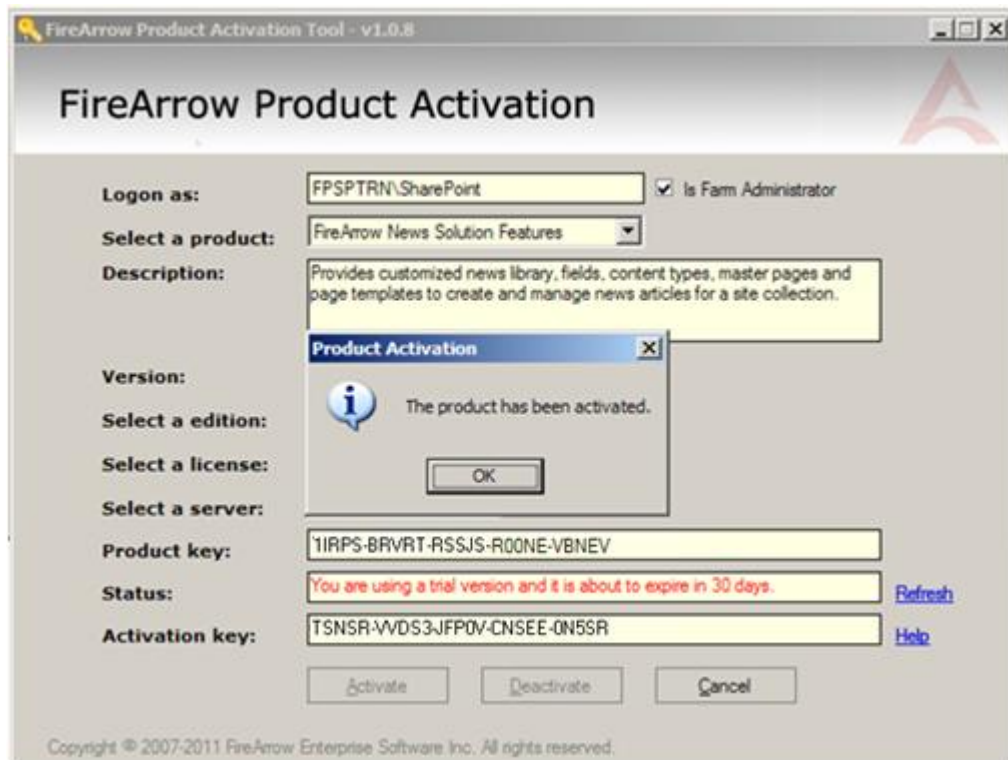 FireArrow Product Activation Tool - v1.0.8
FireArrow Product Activation
Logon as: FPSPTRN\SharePoint Is Farm Administrator
Select a product: FireArrow News Solution Features
Description: Provides customized news library, fields, content types, master pages and
page templates to create and manage news articles for a site collection.
Product Activation
Version:
The product has been activated.
Select a edition:
Select a license:
OK
Select a server:
Product key: 1IRPS-BRVRT-RSSJS-R00NE-VBNEV
Status: You are using a trial version and it is about to expire in 30 days. Refresh
Activation key: TSNSR-VVDS3-JFP0V-CNSEE-0N5SR Help
Activate Deactivate Cancel
Copyright © 2007-2011 FireArrow Enterprise Software Inc. All rights reserved.